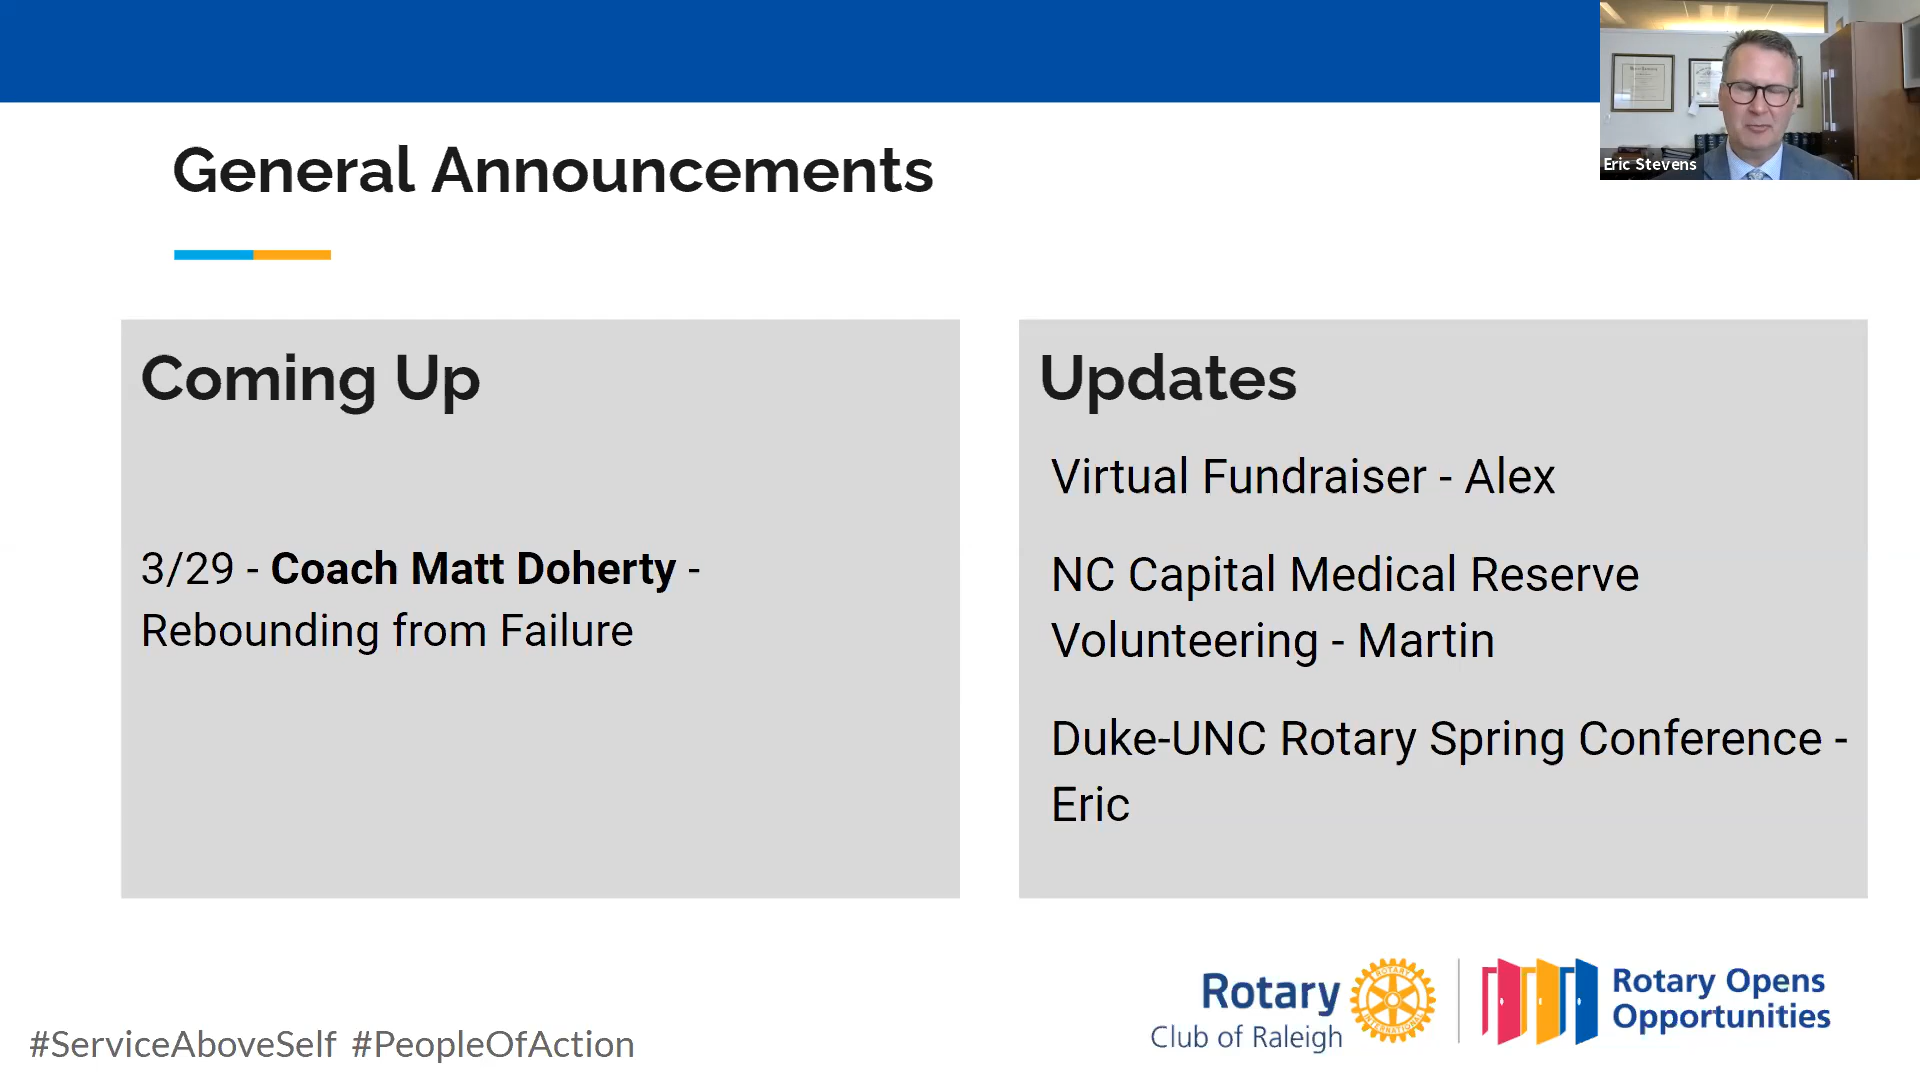 Eric Stevens
General Announcements
Coming Up
3/29 - Coach Matt Doherty -
Rebounding from Failure
Updates
Virtual Fundraiser - Alex
NC Capital Medical Reserve
Volunteering - Martin
Duke-UNC Rotary Spring Conference -
Eric
Rotary
Club of Raleigh
ROTARY
INTERNATIONAL
Rotary Opens
Opportunities
#ServiceAboveSelf #PeopleOfAction